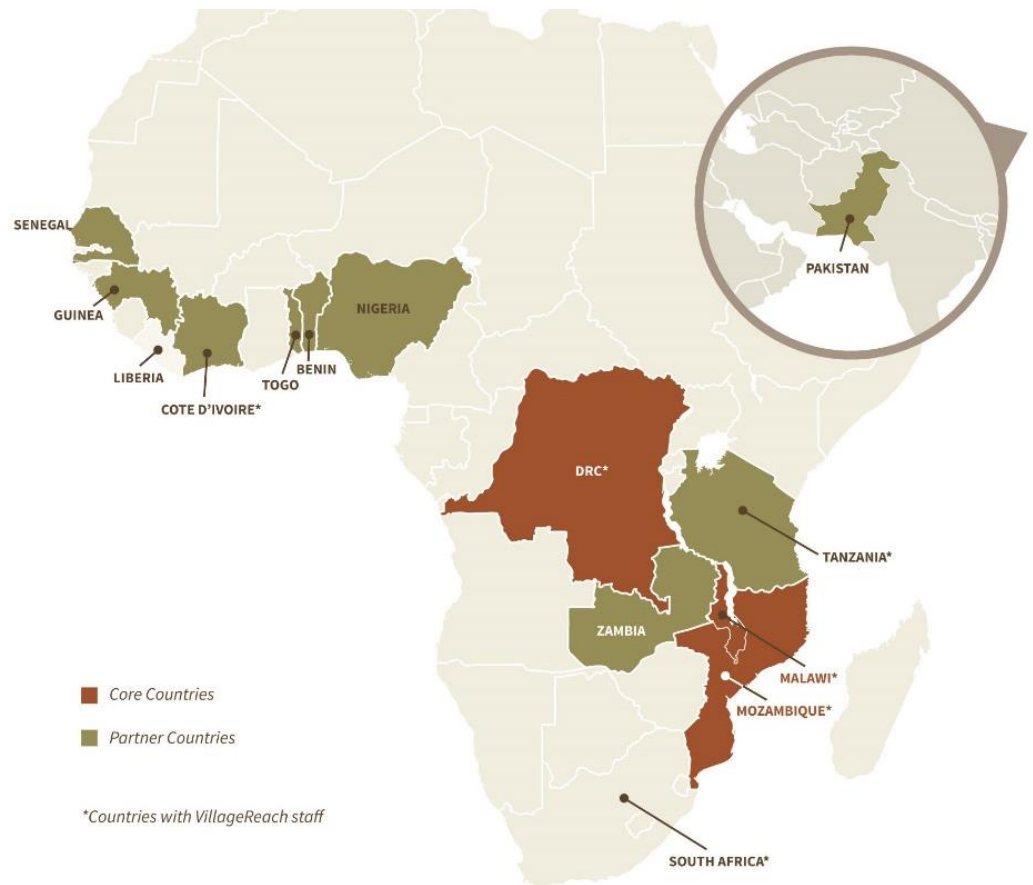 SENEGAL
GUINEA
LIBERIA
COTE D'IVOIRE*
TOGO
BENIN
NIGERIA
PAKISTAN
DRC*
TANZANIA*
ZAMBIA
MALAWI*
MOZAMBIQUE*
SOUTH AFRICA*
Core Countries
Partner Countries
*Countries with VillageReach staff